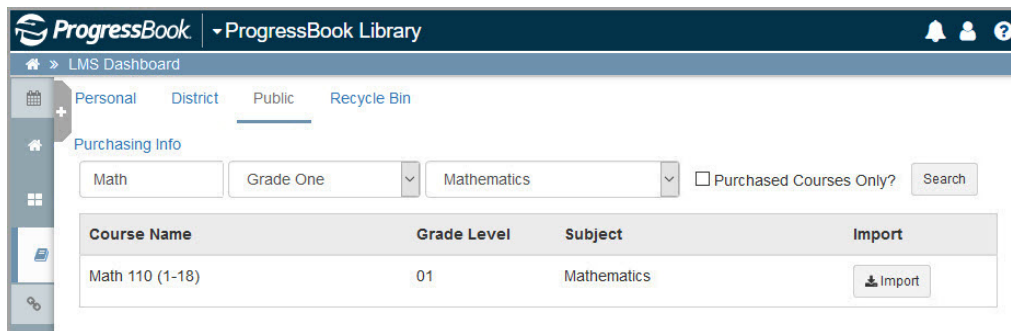 ProgressBook ProgressBook Library
» LMS Dashboard
Personal District Public Recycle Bin
Purchasing Info
Math Grade One Mathematics Purchased Courses Only? Search
Course Name Grade Level Subject Import
Math 110 (1-18) 01 Mathematics Import